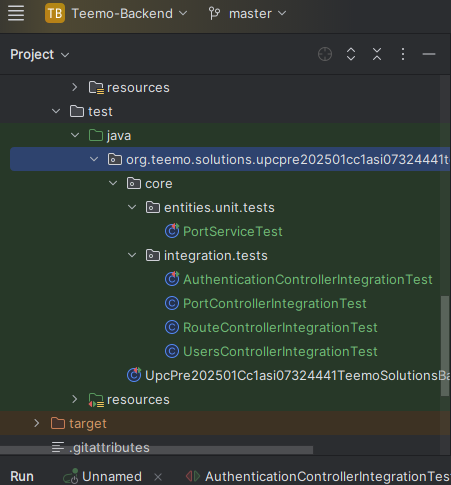 TB Teemo-Backend master
Project
resources
test
java
org.teemo.solutions.upcpre202501cc1asi07324441t
core
entities.unit.tests
PortServiceTest
integration.tests
AuthenticationControllerIntegrationTest
PortControllerIntegrationTest
RouteControllerIntegrationTest
UsersControllerIntegrationTest
UpcPre202501Cc1asi07324441TeemoSolutionsBa
resources
target
.gitattributes
Run Unnamed AuthenticationControllerIntegrationTest